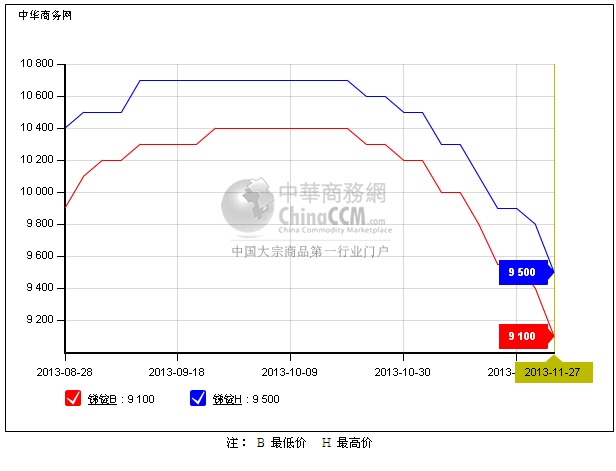 中华商务网
10 800
10 600
10 400
10 200
10 000
9 800
9 600
9 400
9 200
中華商務網
ChinaCCM.com
China Commodity Marketplace
中国大宗商品第一行业门户
9 500
9 100
2013-08-28 2013-09-18 2013-10-09 2013-10-30 2013- 2013-11-27
锑锭B : 9 100 锑锭H : 9 500
注： B 最低价 H 最高价